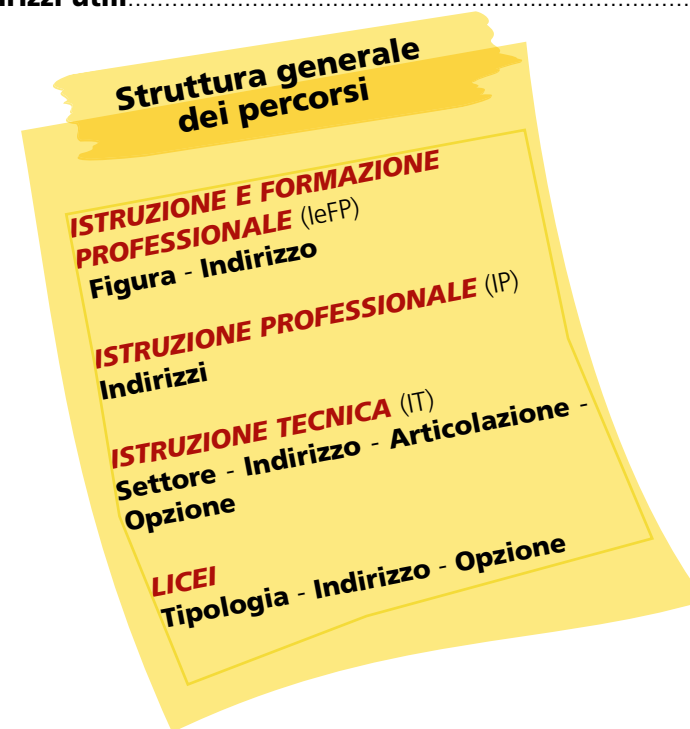 utili......................................................................
Struttura generale
dei percorsi
ISTRUZIONE E FORMAZIONE
PROFESSIONALE (IeFP)
Figura - Indirizzo
ISTRUZIONE PROFESSIONALE (IP)
Indirizzi
ISTRUZIONE TECNICA (IT)
Settore - Indirizzo - Articolazione -
Opzione
LICEI
Tipologia - Indirizzo - Opzione